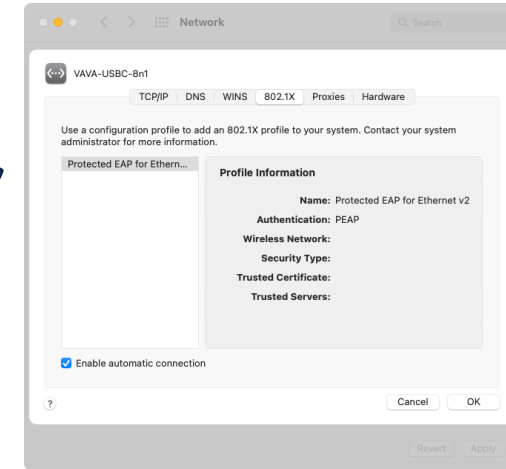 Network
Search
VAVA-USBC-8n1
TCP/IP DNS WINS 802.1X Proxies Hardware
Use a configuration profile to add an 802.1X profile to your system. Contact your system
administrator for more information.
Protected EAP for Ethern...
Profile Information
Name: Protected EAP for Ethernet v2
Authentication: PEAP
Wireless Network:
Security Type:
Trusted Certificate:
Trusted Servers:
Enable automatic connection
?
Cancel OK
Revert Apply